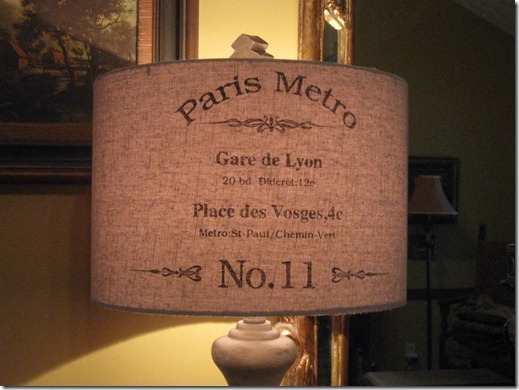 Paris Metro
Gare de Lyon
20 bd. Diderot:12e
Place des Vosges,4e
Metro:St-Paul/Chemin-Vert
No.11